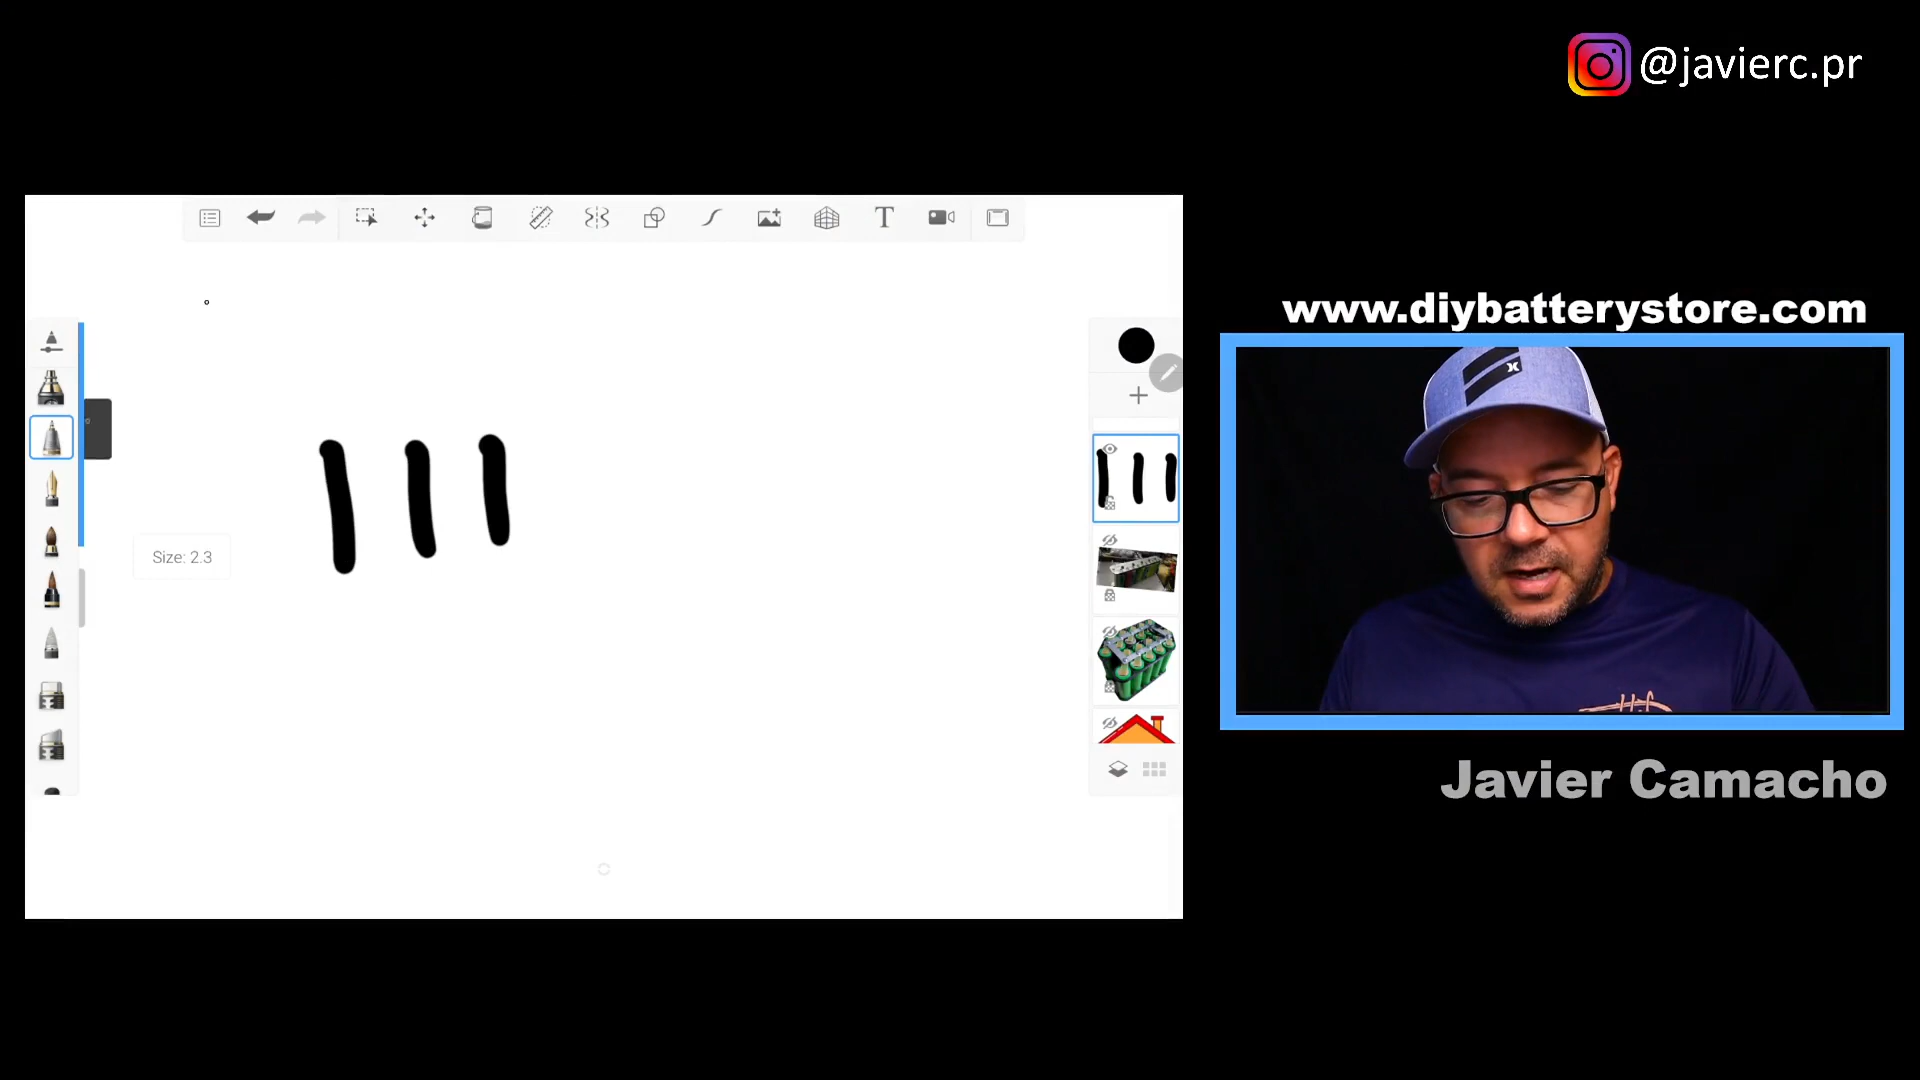 @javierc.pr
T
www.diybatterystore.com
Size: 2.3
Javier Camacho